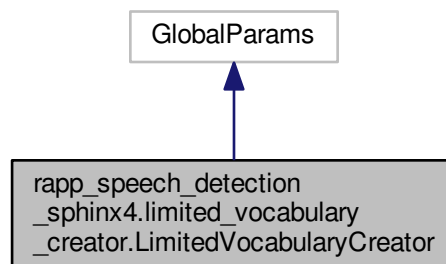 GlobalParams
rapp_speech_detection
_sphinx4.limited_vocabulary
_creator.LimitedVocabularyCreator